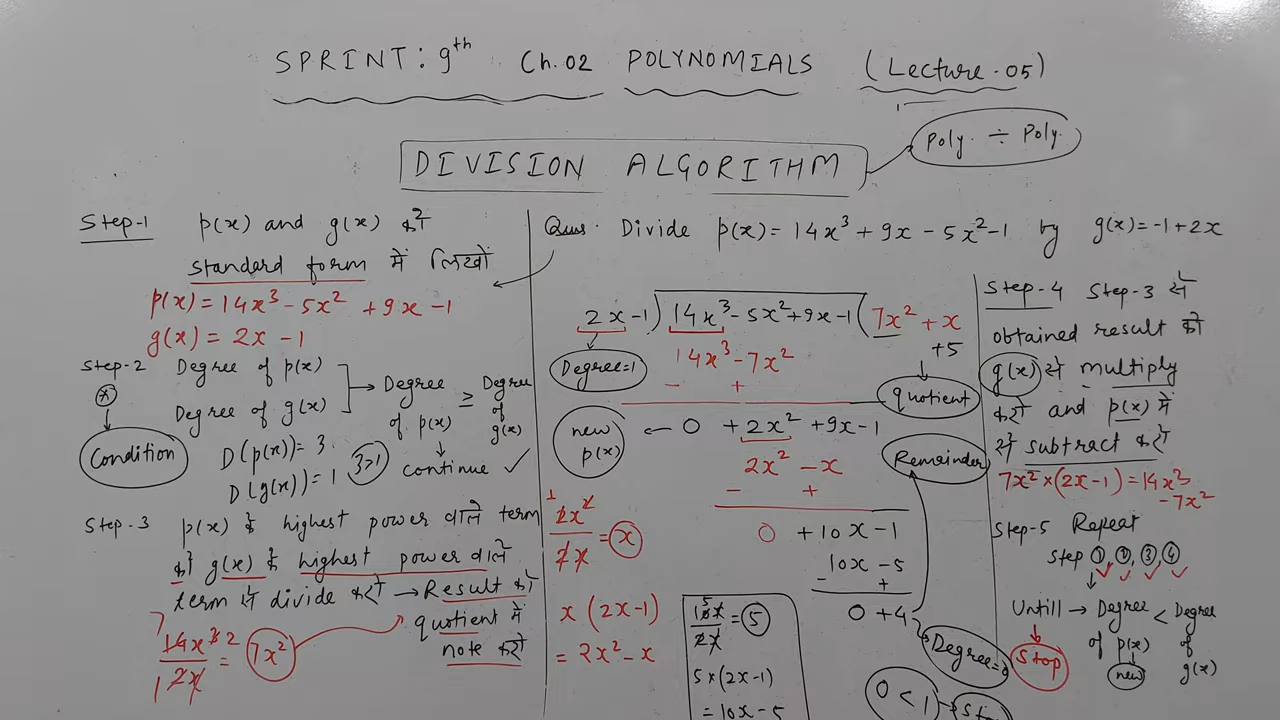 SPRINT: 9th Ch.02 POLYNOMIALS (Lecture-05)
DIVISION ALGORITHM
Poly. ÷ Poly.
Step-1 p(x) and g(x) को
standard form में लिखो
p(x) = 14x³ - 5x² + 9x - 1
g(x) = 2x - 1
Step-2 Degree of p(x)
Degree of g(x)
Degree of p(x) ≥ Degree of g(x)
↓
continue ✓
* Condition
D(p(x)) = 3
D(g(x)) = 1
3>1
Step-3 p(x) के highest power वाले term
को g(x) के highest power वाले
term से divide करो → Result को
quotient में
note करो
14x³/2x = 7x²
Ques. Divide p(x) = 14x³ + 9x - 5x² - 1 by g(x) = -1 + 2x
2x-1) 14x³ - 5x² + 9x - 1 (7x² + x
+5
14x³ - 7x²
- +
Degree=1
quotient
new p(x) ← 0 + 2x² + 9x - 1
2x² - x
- +
Remainder
0 + 10x - 1
10x - 5
- +
0 + 4
Degree=0
0 < 1 → Stop
2x²/2x = x
x (2x-1)
= 2x² - x
10x/2x = 5
5×(2x-1)
= 10x - 5
Step-4 Step-3 से
obtained result को
g(x) से multiply
करो and p(x) में
से subtract करो
7x² × (2x-1) = 14x³
- 7x²
Step-5 Repeat
Step ①, ②, ③, ④
Untill → Degree of p(x) < Degree of g(x)
new
Stop